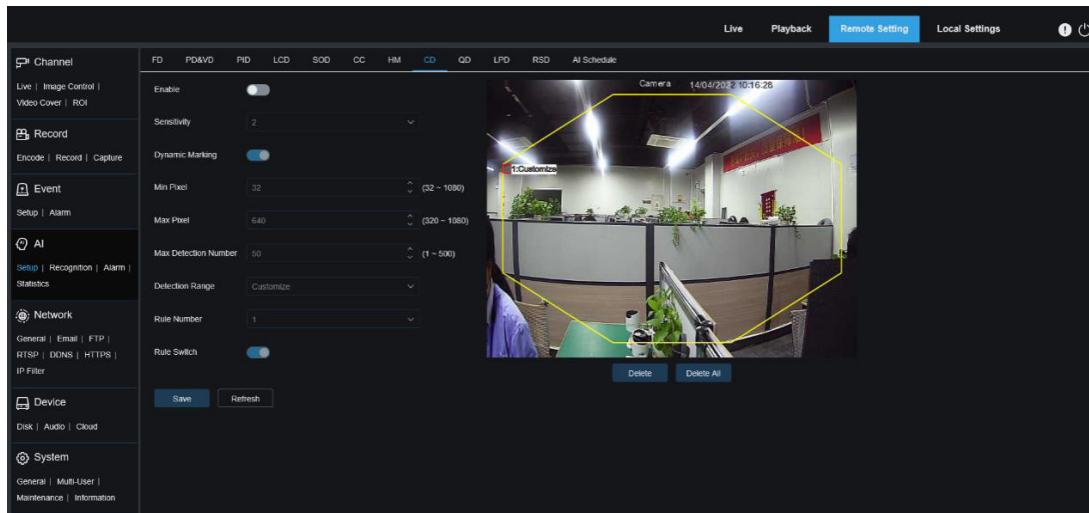 Live Playback Remote Setting Local Settings
Channel
Live | Image Control |
Video Cover | ROI
Record
Encode | Record | Capture
Event
Setup | Alarm
AI
Setup | Recognition | Alarm |
Statistics
Network
General | Email | FTP |
RTSP | DDNS | HTTPS |
IP Filter
Device
Disk | Audio | Cloud
System
General | Multi-User |
Maintenance | Information
FD PD&VD PID LCD SOD CC HM CD QD LPD RSD AI Schedule
Enable
Sensitivity 2
Dynamic Marking
Min Pixel 32 (32 ~ 1080)
Max Pixel 640 (320 ~ 1080)
Max Detection Number 50 (1 ~ 500)
Detection Range Customize
Rule Number 1
Rule Switch
Save Refresh
Camera 14/04/2022 10:16:28
1:Customize
Delete Delete All